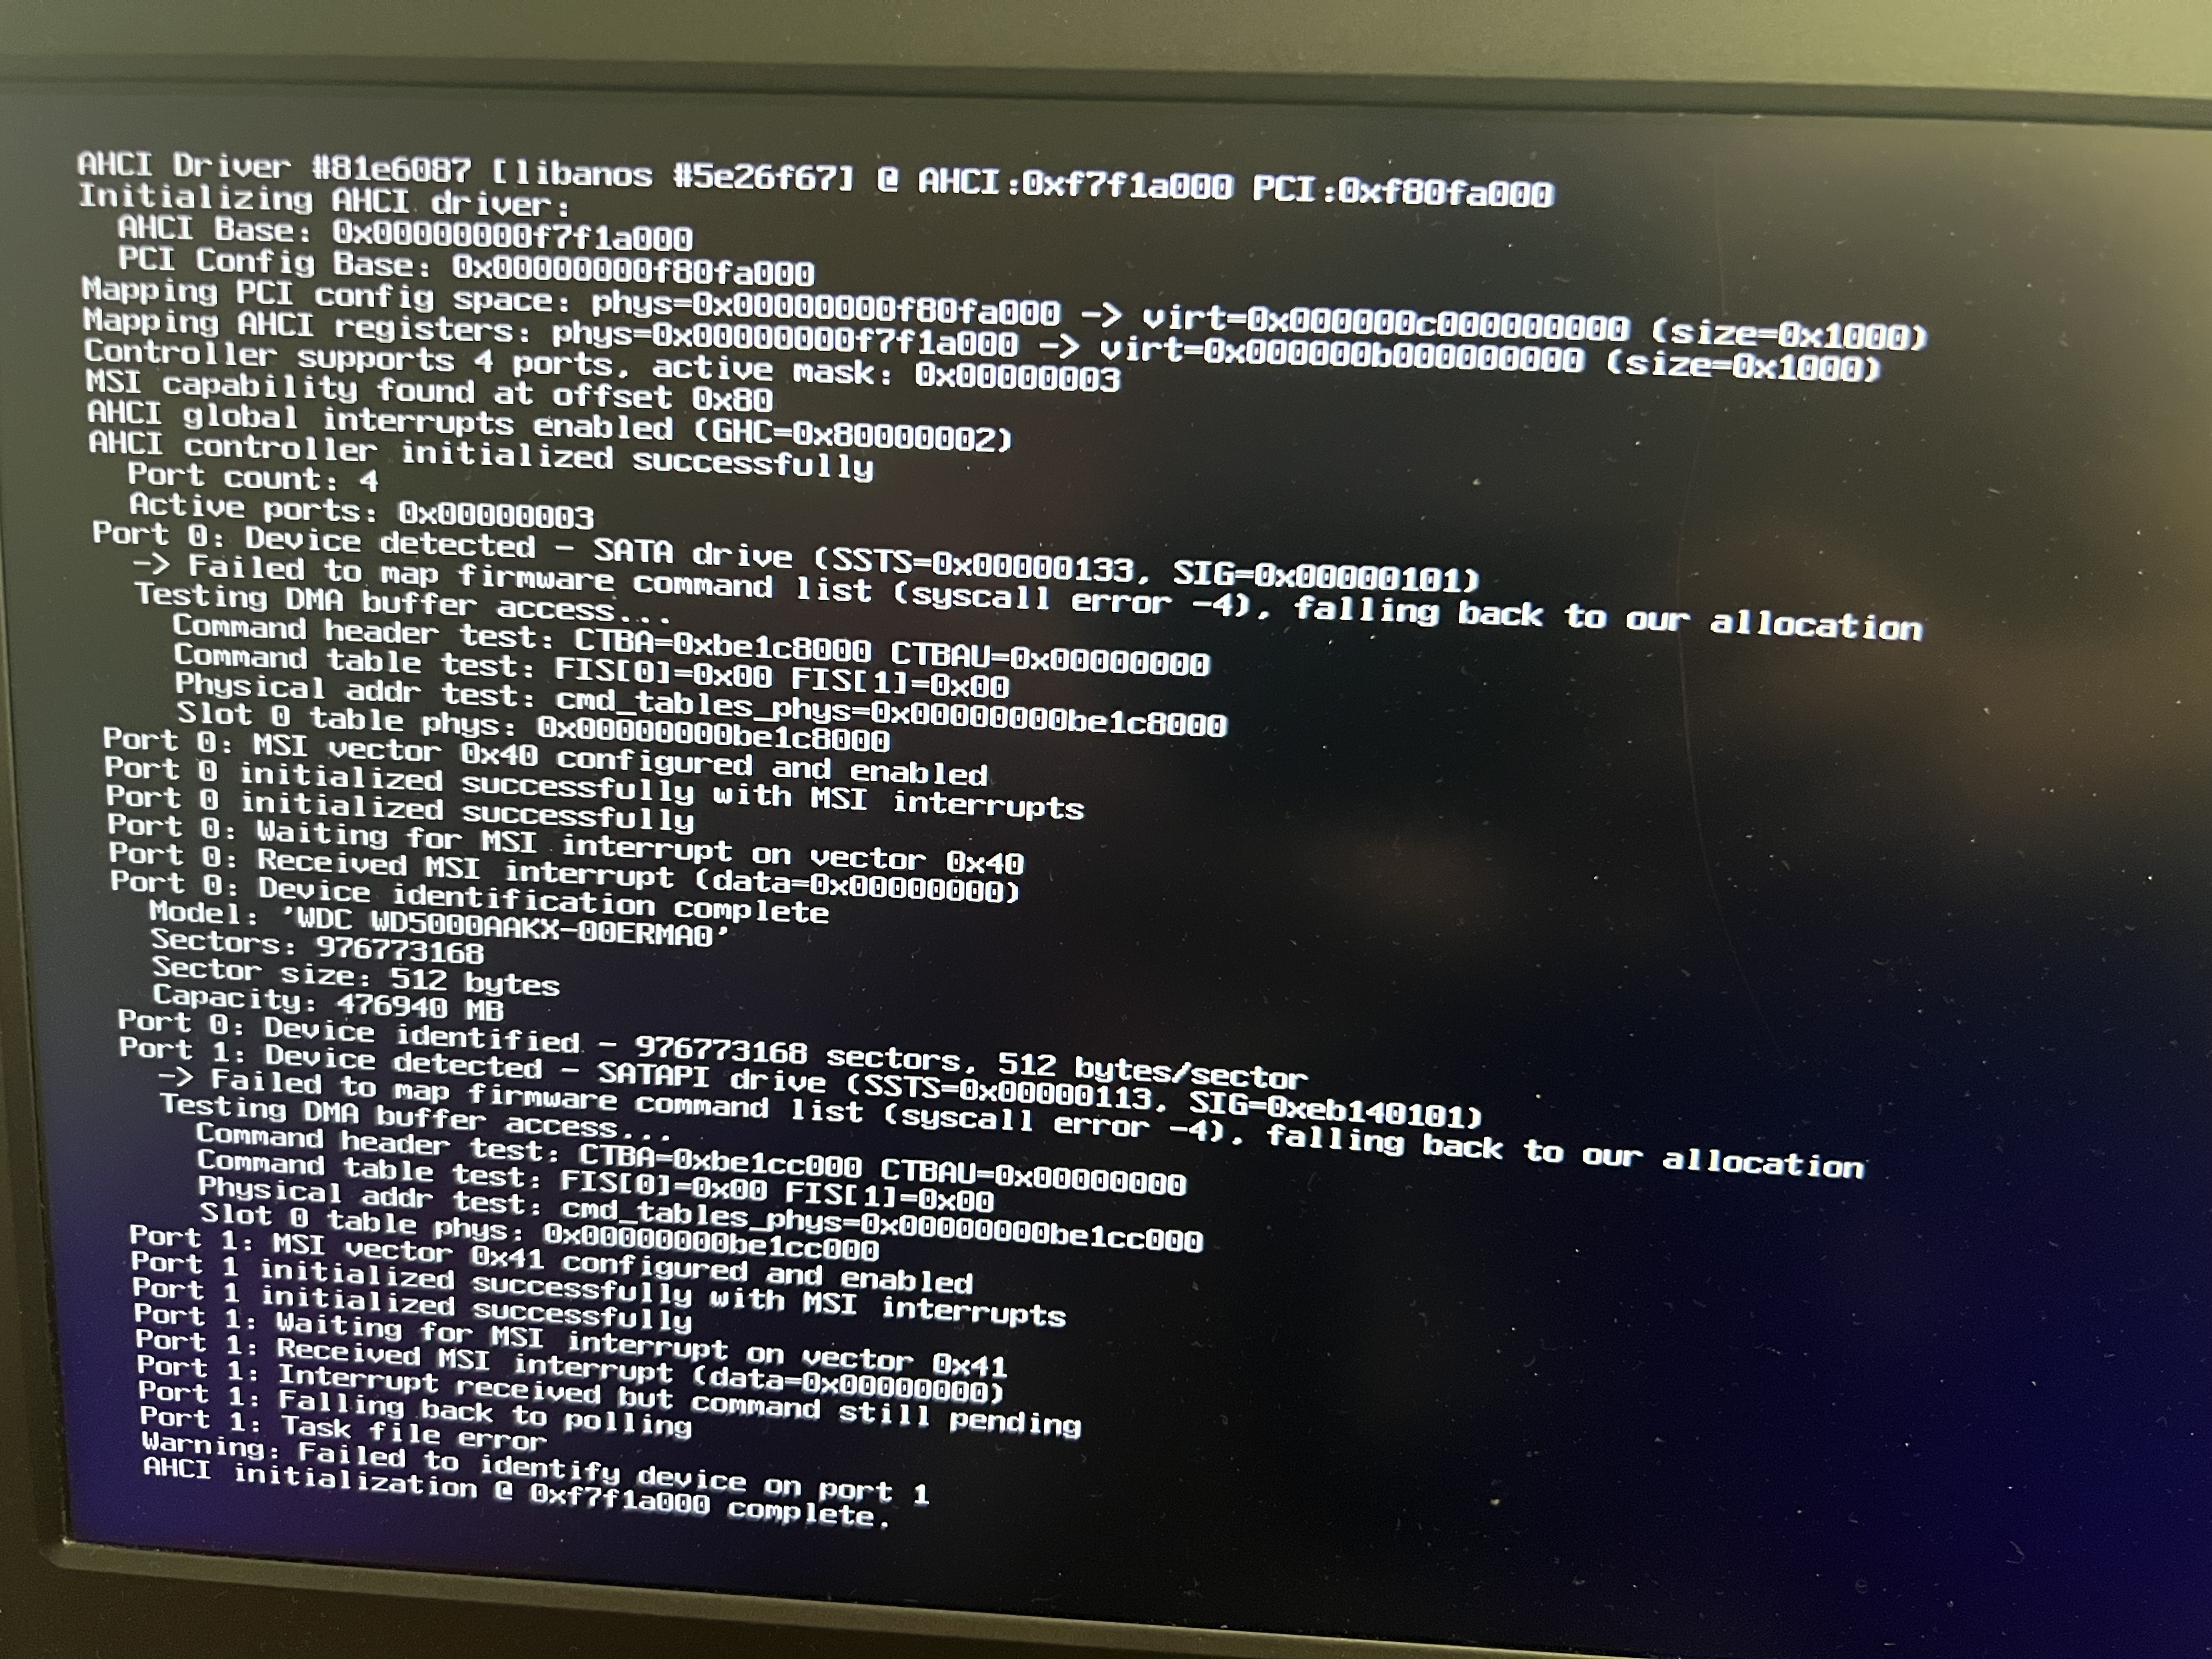 AHCI Driver #81e6087 [libanos #5e26f67] @ AHCI:0xf7f1a000 PCI:0xf80fa000
Initializing AHCI driver:
  AHCI Base: 0x00000000f7f1a000
  PCI Config Base: 0x00000000f80fa000
Mapping PCI config space: phys=0x00000000f80fa000 -> virt=0x000000c000000000 (size=0x1000)
Mapping AHCI registers: phys=0x00000000f7f1a000 -> virt=0x000000b000000000 (size=0x1000)
Controller supports 4 ports, active mask: 0x00000003
MSI capability found at offset 0x80
AHCI global interrupts enabled (GHC=0x80000002)
AHCI controller initialized successfully
  Port count: 4
  Active ports: 0x00000003
Port 0: Device detected - SATA drive (SSTS=0x00000133, SIG=0x00000101)
  -> Failed to map firmware command list (syscall error -4), falling back to our allocation
  Testing DMA buffer access...
    Command header test: CTBA=0xbe1c8000 CTBAU=0x00000000
    Command table test: FIS[0]=0x00 FIS[1]=0x00
    Physical addr test: cmd_tables_phys=0x00000000be1c8000
    Slot 0 table phys: 0x00000000be1c8000
Port 0: MSI vector 0x40 configured and enabled
Port 0 initialized successfully with MSI interrupts
Port 0 initialized successfully
Port 0: Waiting for MSI interrupt on vector 0x40
Port 0: Received MSI interrupt (data=0x00000000)
Port 0: Device identification complete
  Model: 'WDC WD5000AAKX-00ERMA0'
  Sectors: 976773168
  Sector size: 512 bytes
  Capacity: 476940 MB
Port 0: Device identified - 976773168 sectors, 512 bytes/sector
Port 1: Device detected - SATAPI drive (SSTS=0x00000113, SIG=0xeb140101)
  -> Failed to map firmware command list (syscall error -4), falling back to our allocation
  Testing DMA buffer access...
    Command header test: CTBA=0xbe1cc000 CTBAU=0x00000000
    Command table test: FIS[0]=0x00 FIS[1]=0x00
    Physical addr test: cmd_tables_phys=0x00000000be1cc000
    Slot 0 table phys: 0x00000000be1cc000
Port 1: MSI vector 0x41 configured and enabled
Port 1 initialized successfully with MSI interrupts
Port 1 initialized successfully
Port 1: Waiting for MSI interrupt on vector 0x41
Port 1: Received MSI interrupt (data=0x00000000)
Port 1: Interrupt received but command still pending
Port 1: Falling back to polling
Port 1: Task file error
Warning: Failed to identify device on port 1
AHCI initialization @ 0xf7f1a000 complete.